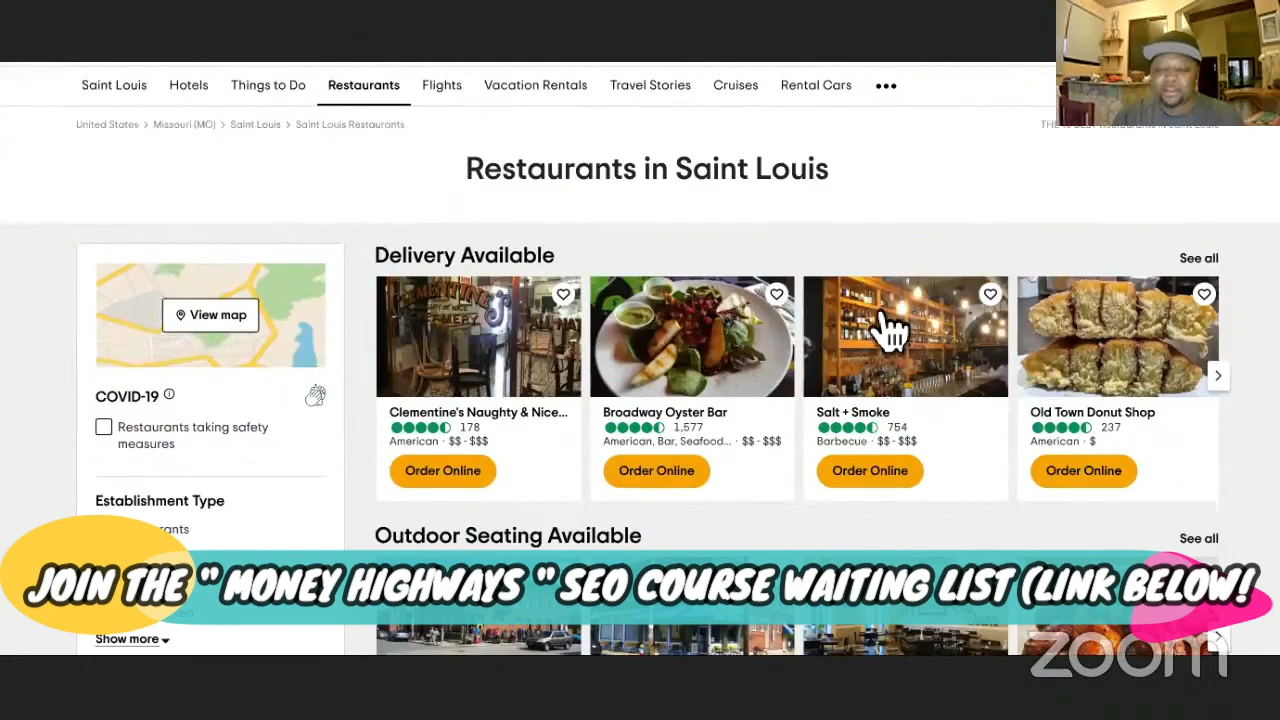 Saint Louis Hotels Things to Do Restaurants Flights Vacation Rentals Travel Stories Cruises Rental Cars
United States > Missouri (MO) > Saint Louis > Saint Louis Restaurants
Restaurants in Saint Louis
View map
COVID-19
Restaurants taking safety
measures
Establishment Type
Show more
Delivery Available
See all
Clementine's Naughty & Nice... Broadway Oyster Bar Salt + Smoke Old Town Donut Shop
178 1,577 754 237
American · $$ - $$$ American, Bar, Seafood... · $$ - $$$ Barbecue · $$ - $$$ American · $
Order Online Order Online Order Online Order Online
Outdoor Seating Available
See all
JOIN THE " MONEY HIGHWAYS " SEO COURSE WAITING LIST (LINK BELOW!
zoom